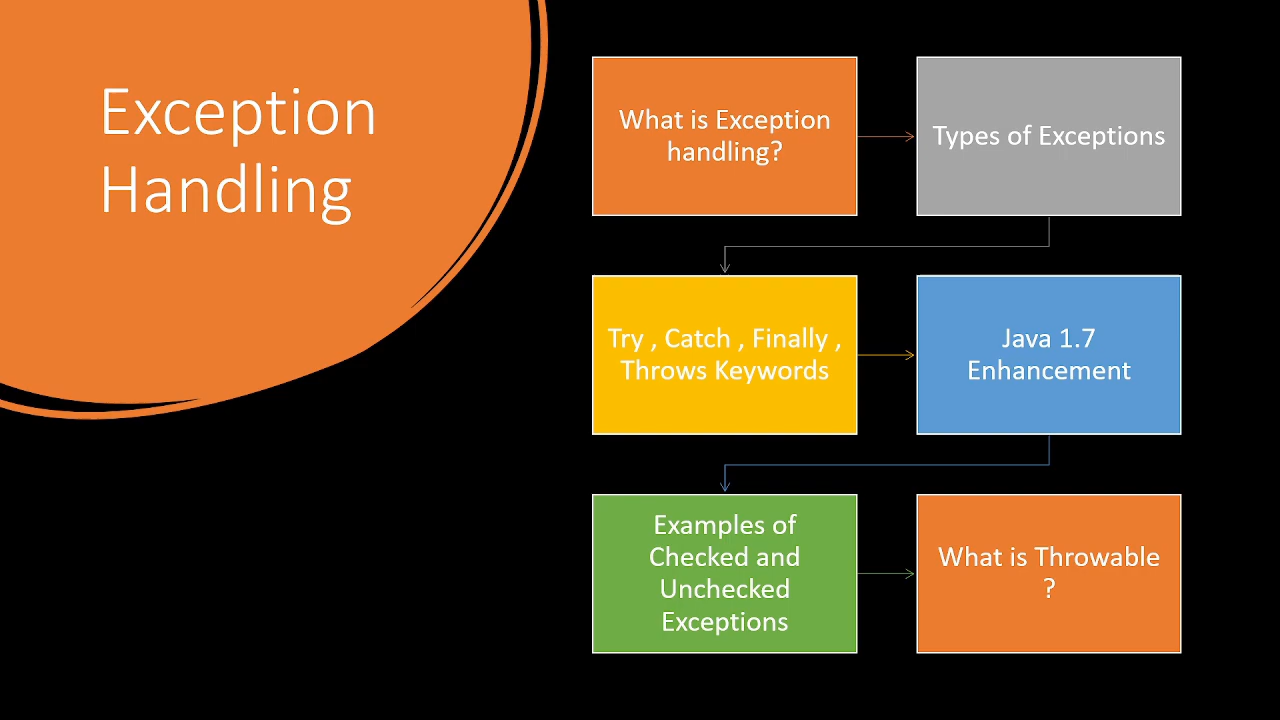 Exception
Handling
What is Exception
handling?
Types of Exceptions
Try , Catch , Finally ,
Throws Keywords
Java 1.7
Enhancement
Examples of
Checked and
Unchecked
Exceptions
What is Throwable
?